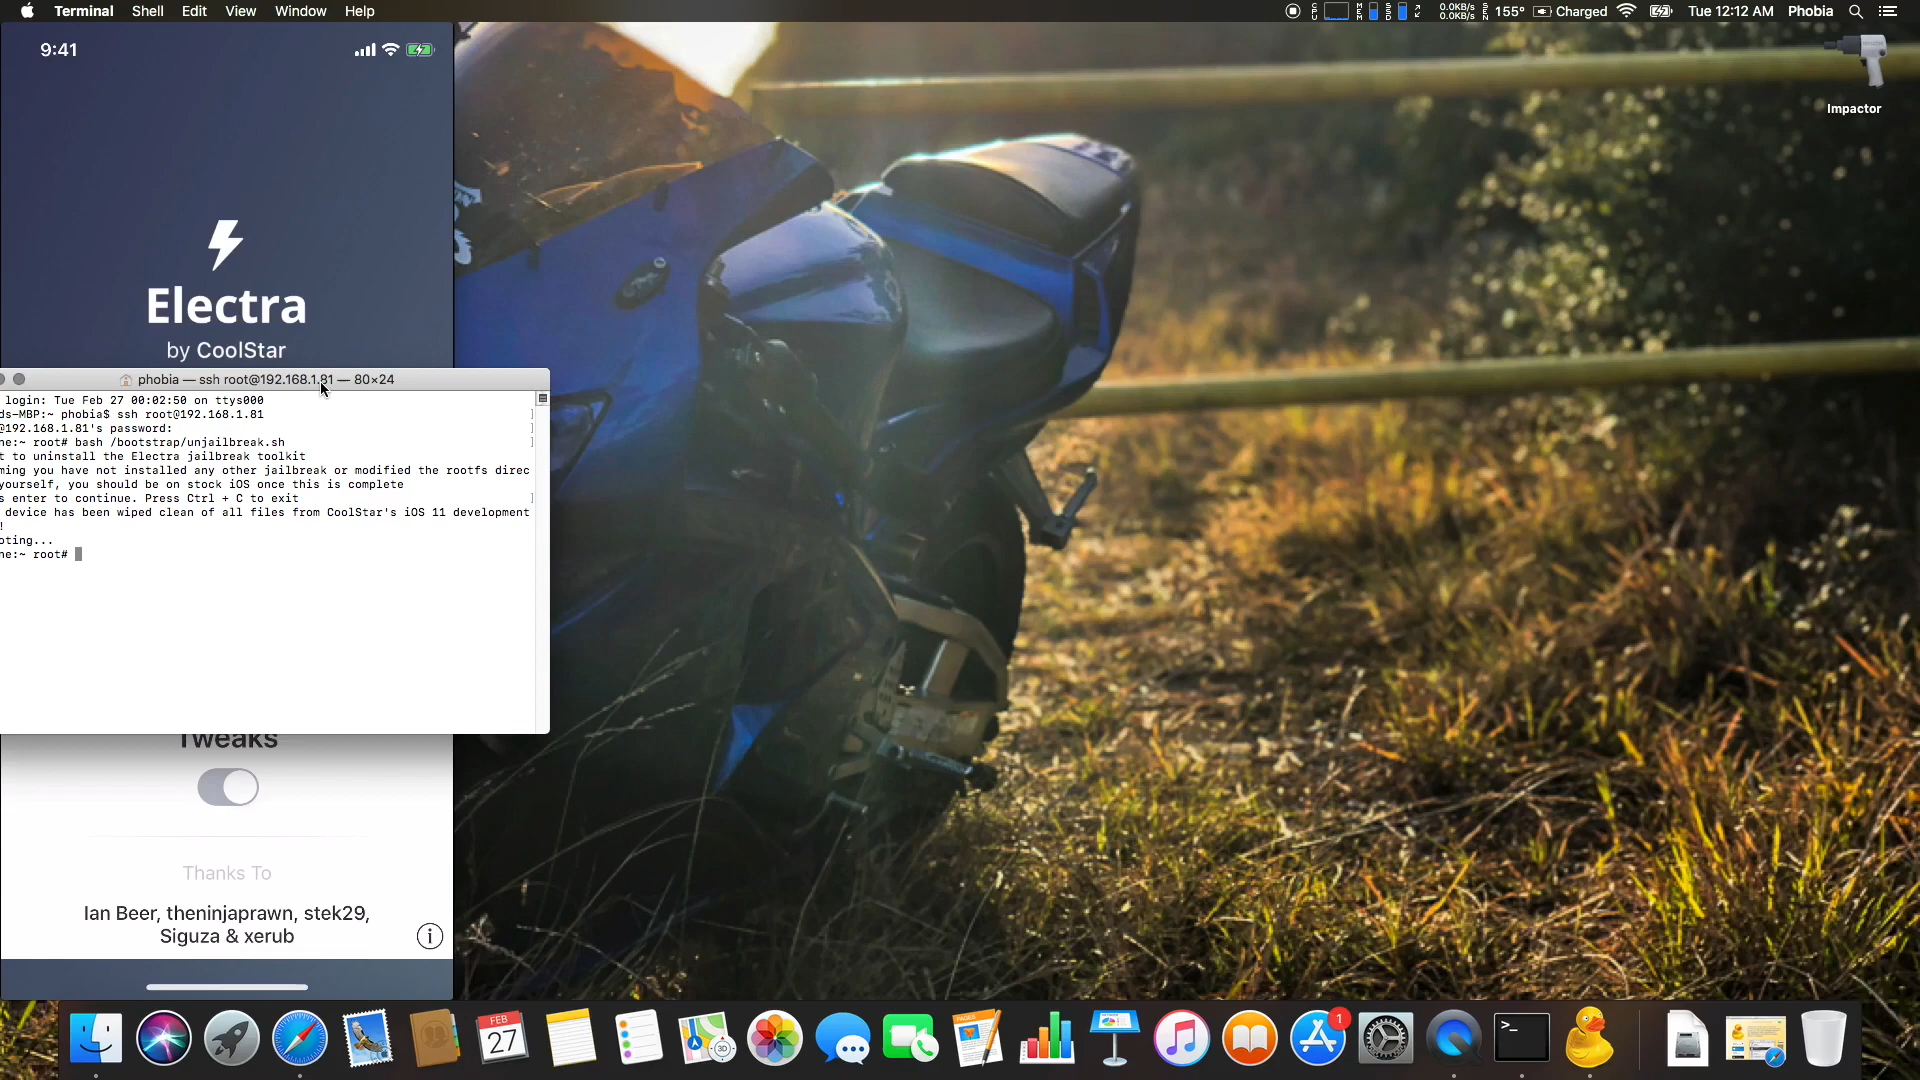 Terminal Shell Edit View Window Help
0.0KB/s
0.0KB/s
155° Charged Tue 12:12 AM Phobia
9:41
Impactor
Electra
by CoolStar
phobia — ssh root@192.168.1.81 — 80×24
login: Tue Feb 27 00:02:50 on ttys000
ds-MBP:~ phobia$ ssh root@192.168.1.81
@192.168.1.81's password:
ne:~ root# bash /bootstrap/unjailbreak.sh
t to uninstall the Electra jailbreak toolkit
ming you have not installed any other jailbreak or modified the rootfs direc
yourself, you should be on stock iOS once this is complete
s enter to continue. Press Ctrl + C to exit
device has been wiped clean of all files from CoolStar's iOS 11 development
!
oting...
ne:~ root#
Tweaks
Thanks To
Ian Beer, theninjaprawn, stek29,
Siguza & xerub
FEB
27
3D
PAGES
1
>_